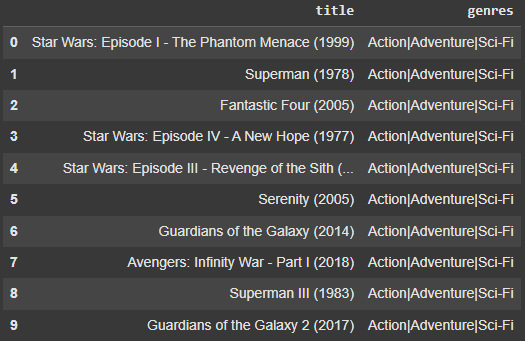 title genres
0 Star Wars: Episode I - The Phantom Menace (1999) Action|Adventure|Sci-Fi
1 Superman (1978) Action|Adventure|Sci-Fi
2 Fantastic Four (2005) Action|Adventure|Sci-Fi
3 Star Wars: Episode IV - A New Hope (1977) Action|Adventure|Sci-Fi
4 Star Wars: Episode III - Revenge of the Sith (... Action|Adventure|Sci-Fi
5 Serenity (2005) Action|Adventure|Sci-Fi
6 Guardians of the Galaxy (2014) Action|Adventure|Sci-Fi
7 Avengers: Infinity War - Part I (2018) Action|Adventure|Sci-Fi
8 Superman III (1983) Action|Adventure|Sci-Fi
9 Guardians of the Galaxy 2 (2017) Action|Adventure|Sci-Fi